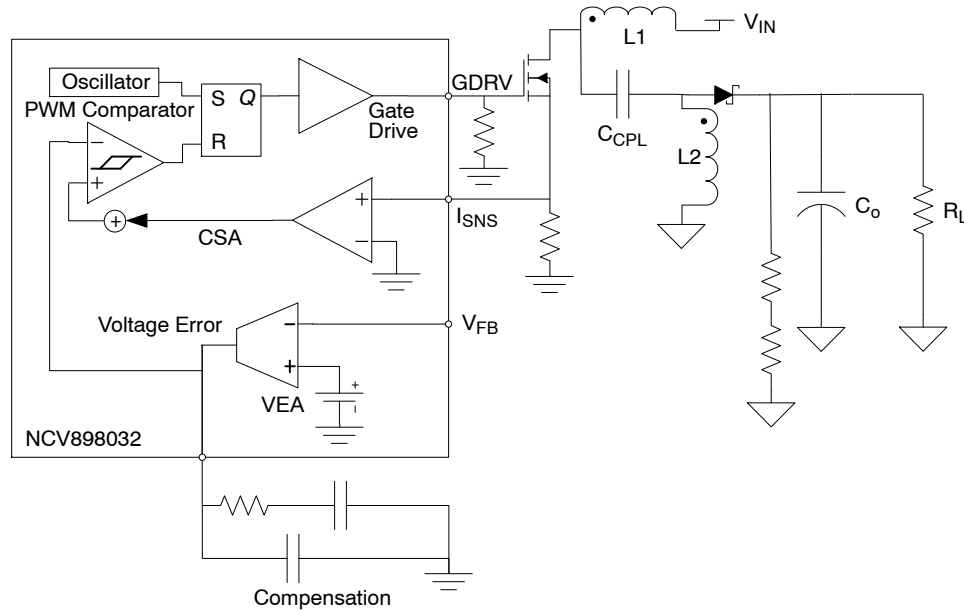 V_IN
L1
Oscillator
GDRV
PWM Comparator
S Q
R
Gate
Drive
C_CPL
L2
−
+
+
CSA
+
−
I_SNS
C_o
R_L
Voltage Error
−
V_FB
+
VEA
+
−
NCV898032
Compensation